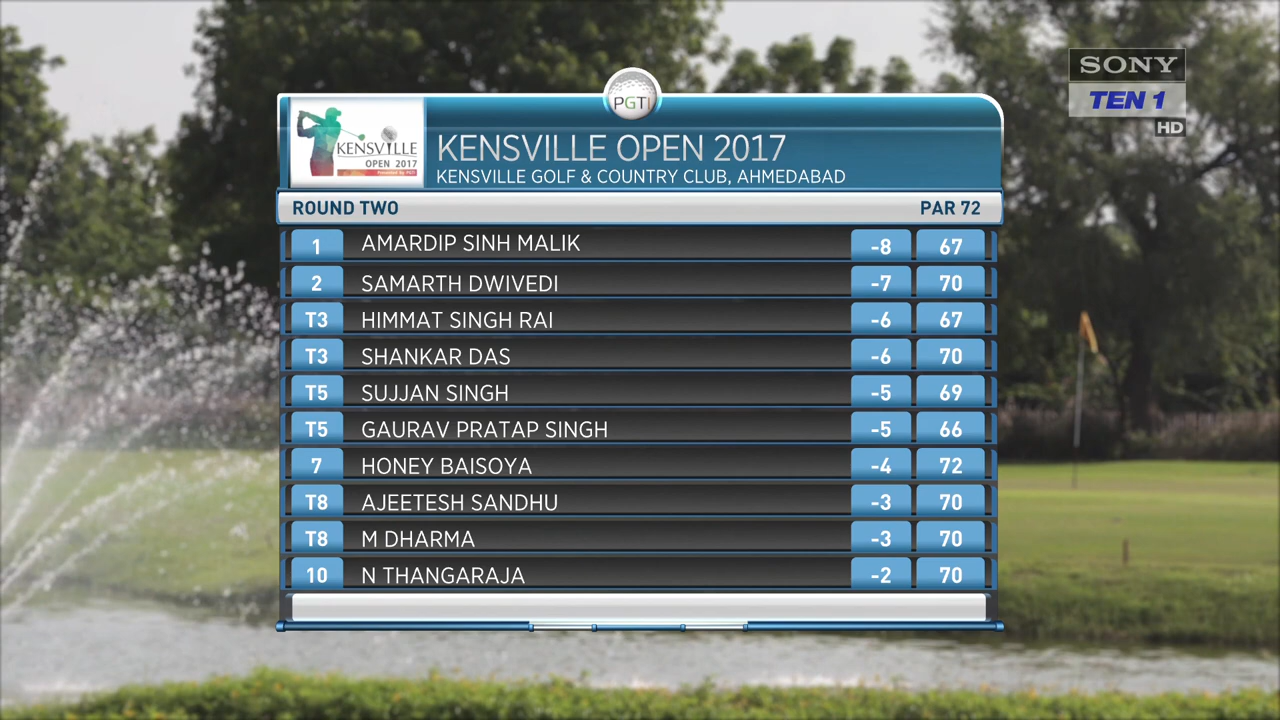 SONY
TEN 1
HD
PGTI
KENSVILLE
OPEN 2017
Presented by PGTI
KENSVILLE OPEN 2017
KENSVILLE GOLF & COUNTRY CLUB, AHMEDABAD
ROUND TWO PAR 72
1 AMARDIP SINH MALIK -8 67
2 SAMARTH DWIVEDI -7 70
T3 HIMMAT SINGH RAI -6 67
T3 SHANKAR DAS -6 70
T5 SUJJAN SINGH -5 69
T5 GAURAV PRATAP SINGH -5 66
7 HONEY BAISOYA -4 72
T8 AJEETESH SANDHU -3 70
T8 M DHARMA -3 70
10 N THANGARAJA -2 70